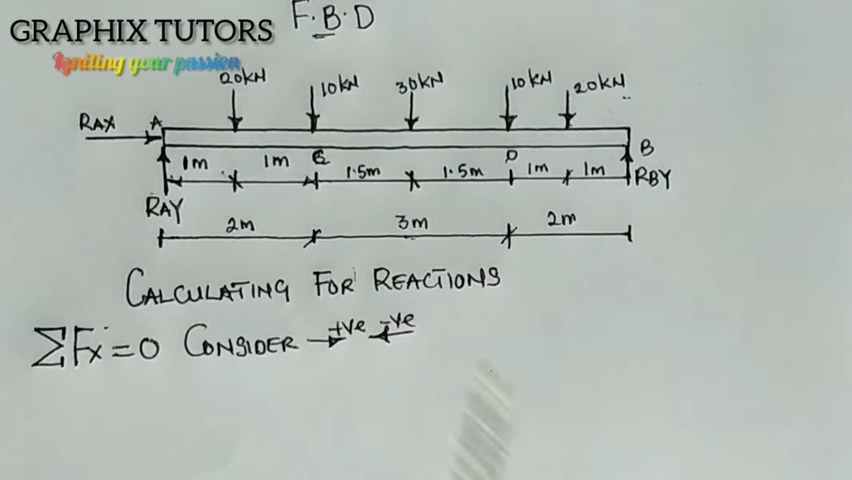 F.B.D
GRAPHIX TUTORS
Igniting your passion
20KN 10KN 30KN 10KN 20KN
RAX A
C D B
1m 1m 1.5m 1.5m 1m 1m
RAY RBY
2m 3m 2m
CALCULATING FOR REACTIONS
ΣFx=0 CONSIDER → +ve ← -ve